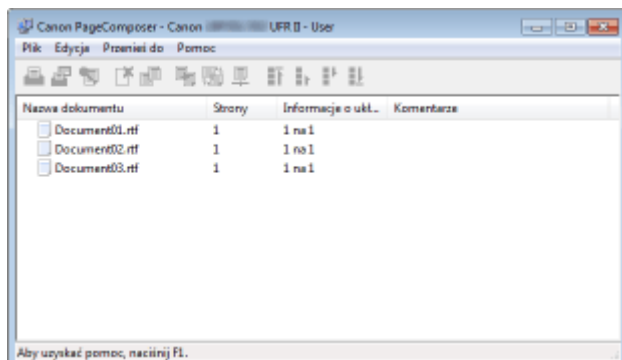 Canon PageComposer - Canon UFR II - User
Plik Edycja Przenieś do Pomoc
Nazwa dokumentu Strony Informacje o ukł... Komentarze
Document01.rtf 1 1 na 1
Document02.rtf 1 1 na 1
Document03.rtf 1 1 na 1
Aby uzyskać pomoc, naciśnij F1.